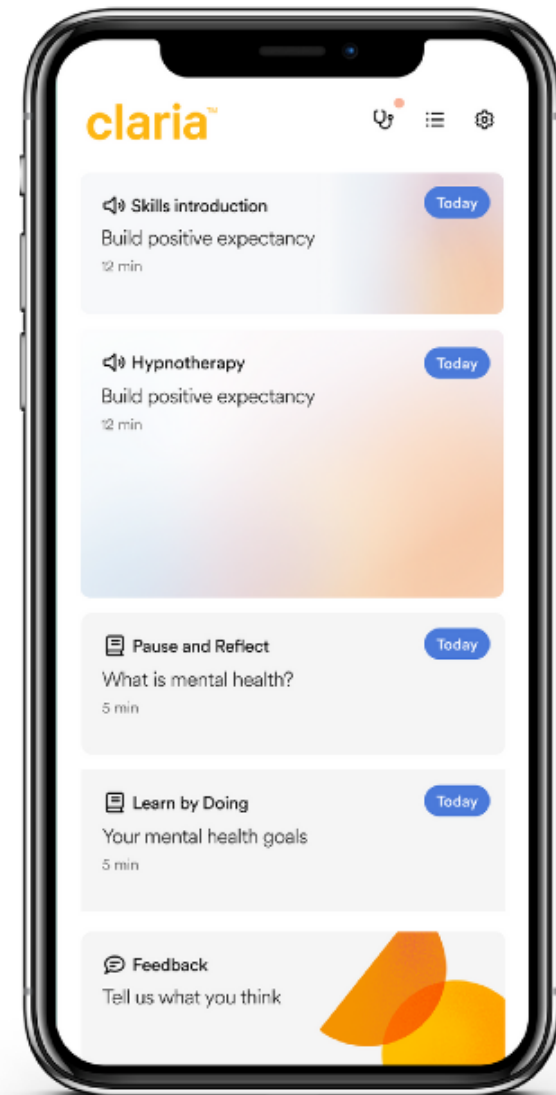 claria™
Skills introduction
Today
Build positive expectancy
12 min
Hypnotherapy
Today
Build positive expectancy
12 min
Pause and Reflect
Today
What is mental health?
5 min
Learn by Doing
Today
Your mental health goals
5 min
Feedback
Tell us what you think